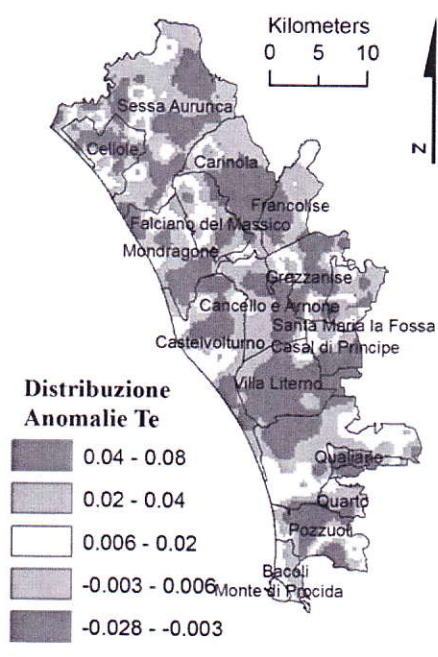 Kilometers
0 5 10
N
Sessa Aurunca
Cellole
Carinola
Francolise
Falciano del Massico
Mondragone
Grezzanise
Cancello e Arnone
Santa Maria la Fossa
Castelvolturno
Casal di Principe
Villa Literno
Distribuzione
Anomalie Te
0.04 - 0.08
0.02 - 0.04
0.006 - 0.02
-0.003 - 0.006
-0.028 - -0.003
Qualiano
Quarto
Pozzuoli
Bacoli
Monte di Procida